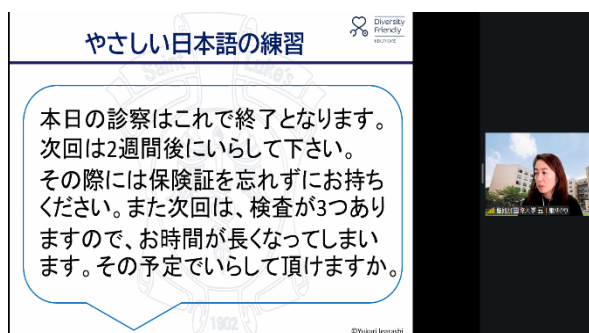 やさしい日本語の練習
Diversity
Friendly
本日の診察はこれで終了となります。
次回は2週間後にいらして下さい。
その際には保険証を忘れずにお持ち
ください。また次回は、検査が3つあり
ますので、お時間が長くなってしまい
ます。その予定でいらして頂けますか。
Saint Luke's
1902
©Yukari Igarashi